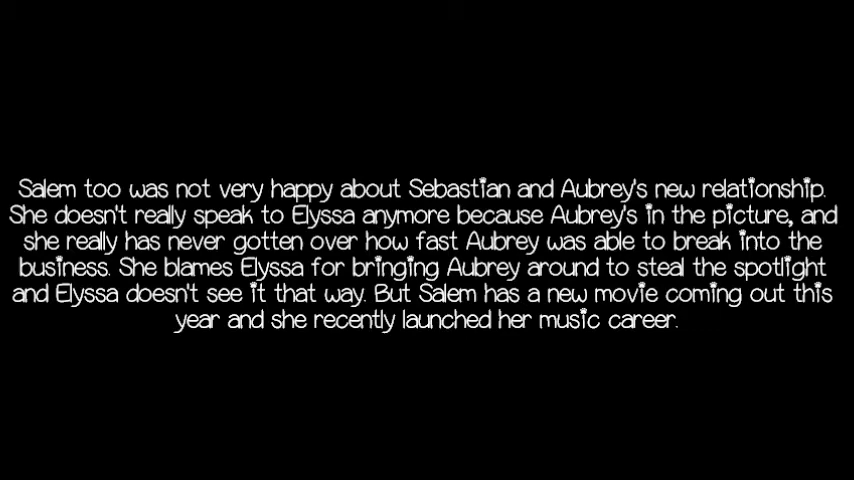 Salem too was not very happy about Sebastian and Aubrey's new relationship.
She doesn't really speak to Elyssa anymore because Aubrey's in the picture, and
she really has never gotten over how fast Aubrey was able to break into the
business. She blames Elyssa for bringing Aubrey around to steal the spotlight
and Elyssa doesn't see it that way. But Salem has a new movie coming out this
year and she recently launched her music career.